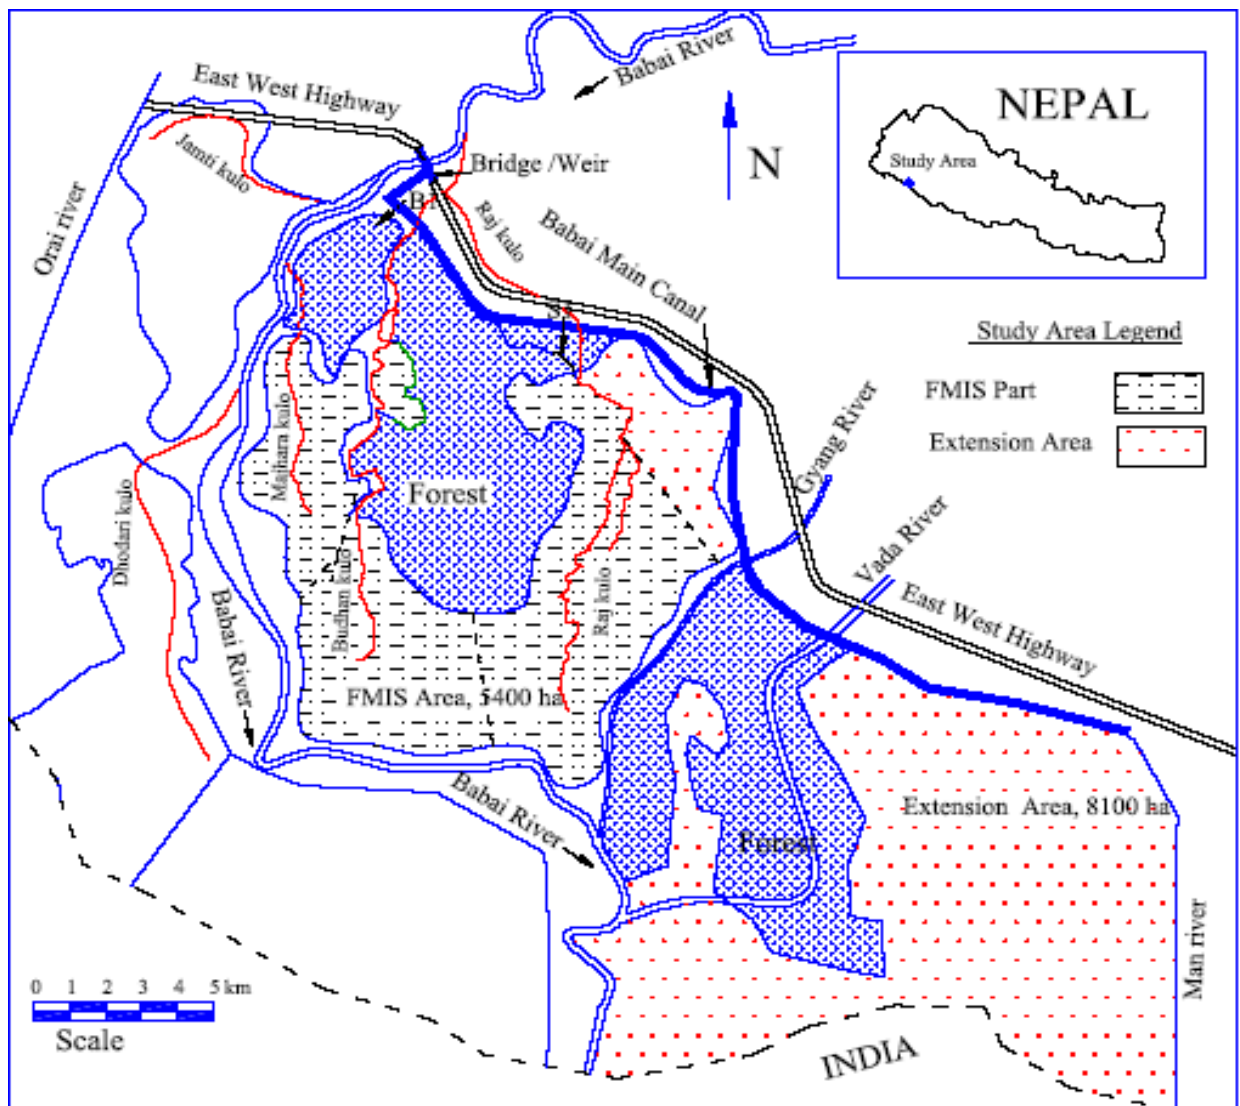 Babai River
East West Highway
NEPAL
Study Area
Jamti kulo
Bridge /Weir
N
B1
Raj kulo
Babai Main Canal
Orai river
Study Area Legend
FMIS Part
Extension Area
Gyang River
Maihara kulo
Forest
Dhodari kulo
Vada River
Budhan kulo
Raj kulo
Babai River
East West Highway
FMIS Area, 5400 ha
Babai River
Extension Area, 8100 ha
Forest
Man river
0 1 2 3 4 5 km
Scale
INDIA